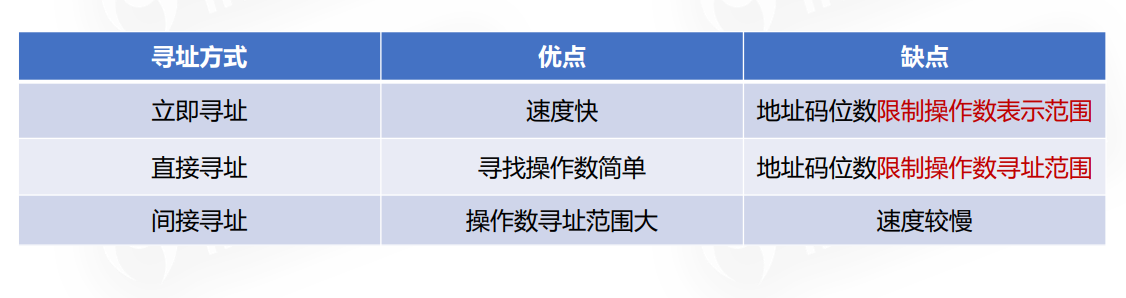 寻址方式 优点 缺点
立即寻址 速度快 地址码位数限制操作数表示范围
直接寻址 寻找操作数简单 地址码位数限制操作数寻址范围
间接寻址 操作数寻址范围大 速度较慢